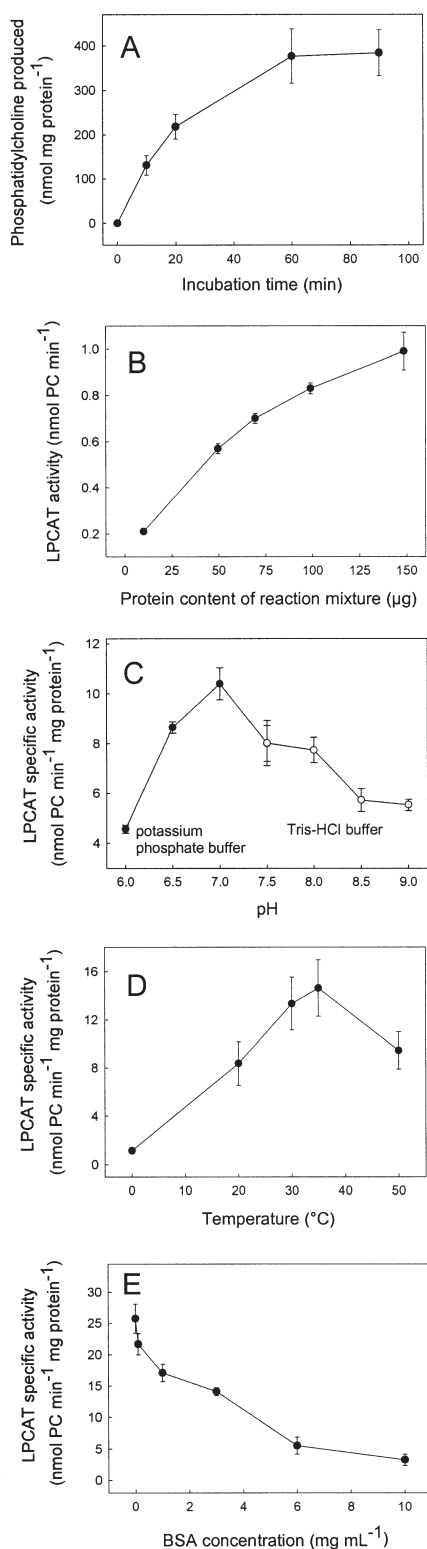 A
Phosphatidylcholine produced
(nmol mg protein⁻¹)
400
300
200
100
0
0 20 40 60 80 100
Incubation time (min)
B
LPCAT activity (nmol PC min⁻¹)
1.0
0.8
0.6
0.4
0.2
0 25 50 75 100 125 150
Protein content of reaction mixture (µg)
C
LPCAT specific activity
(nmol PC min⁻¹ mg protein⁻¹)
12
10
8
6
4
potassium
phosphate buffer
Tris-HCl buffer
6.0 6.5 7.0 7.5 8.0 8.5 9.0
pH
D
LPCAT specific activity
(nmol PC min⁻¹ mg protein⁻¹)
16
12
8
4
0
0 10 20 30 40 50
Temperature (°C)
E
LPCAT specific activity
(nmol PC min⁻¹ mg protein⁻¹)
30
25
20
15
10
5
0
0 2 4 6 8 10
BSA concentration (mg mL⁻¹)